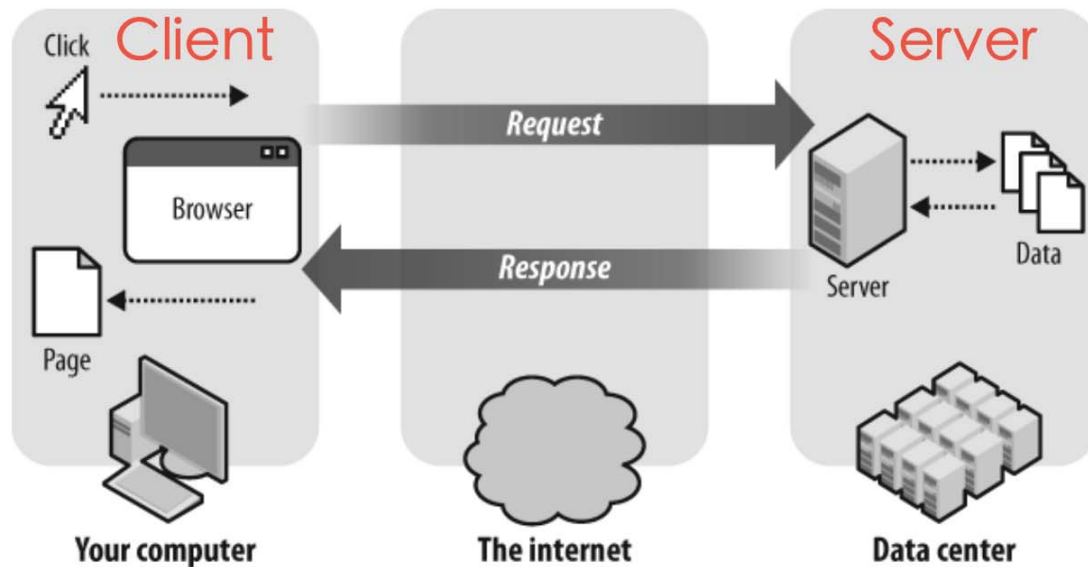 Click
Client
Server
Request
Browser
Response
Server
Data
Page
Your computer
The internet
Data center